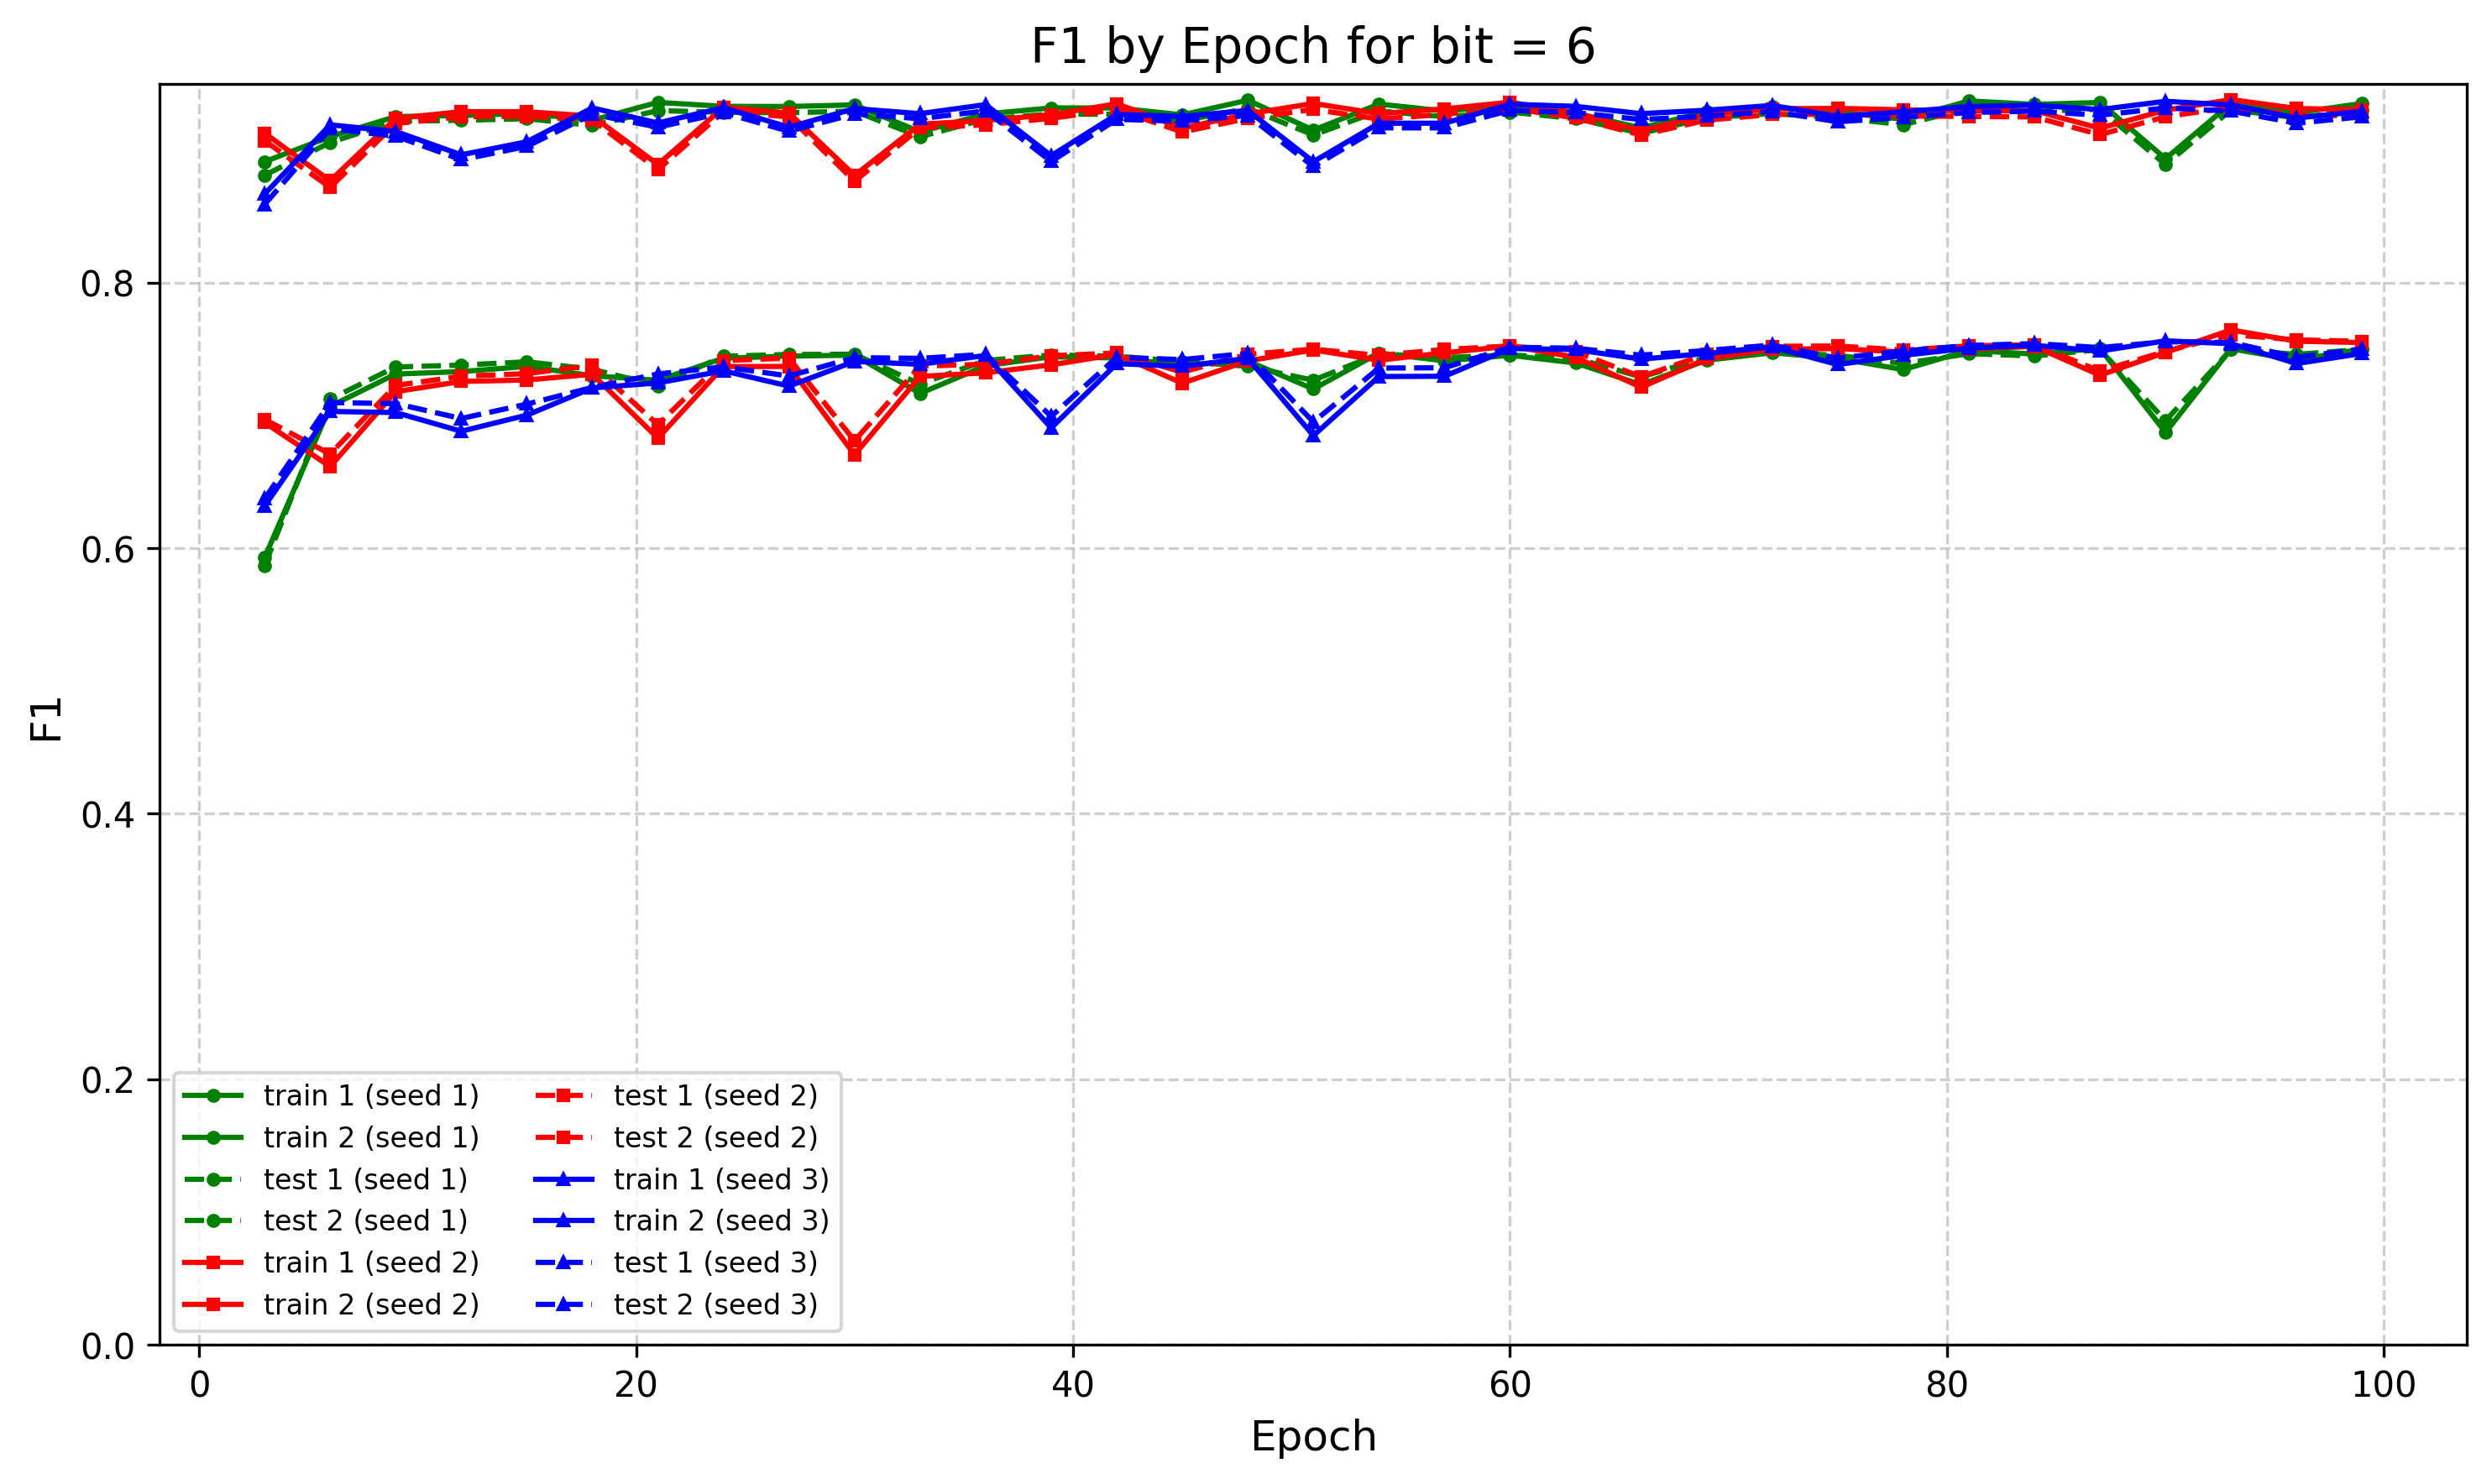 F1 by Epoch for bit = 6
F1
0.8
0.6
0.4
0.2
0.0
train 1 (seed 1)
train 2 (seed 1)
test 1 (seed 1)
test 2 (seed 1)
train 1 (seed 2)
train 2 (seed 2)
test 1 (seed 2)
test 2 (seed 2)
train 1 (seed 3)
train 2 (seed 3)
test 1 (seed 3)
test 2 (seed 3)
0 20 40 60 80 100
Epoch